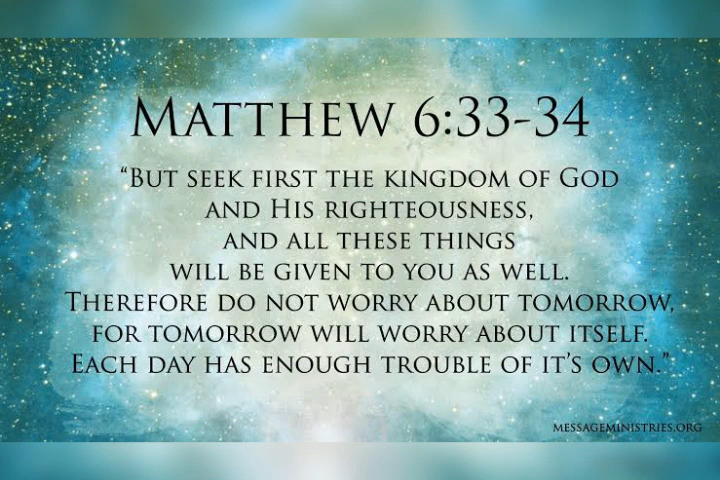 Matthew 6:33-34
“But seek first the kingdom of God
and His righteousness,
and all these things
will be given to you as well.
Therefore do not worry about tomorrow,
for tomorrow will worry about itself.
Each day has enough trouble of it’s own.”
messageministries.org